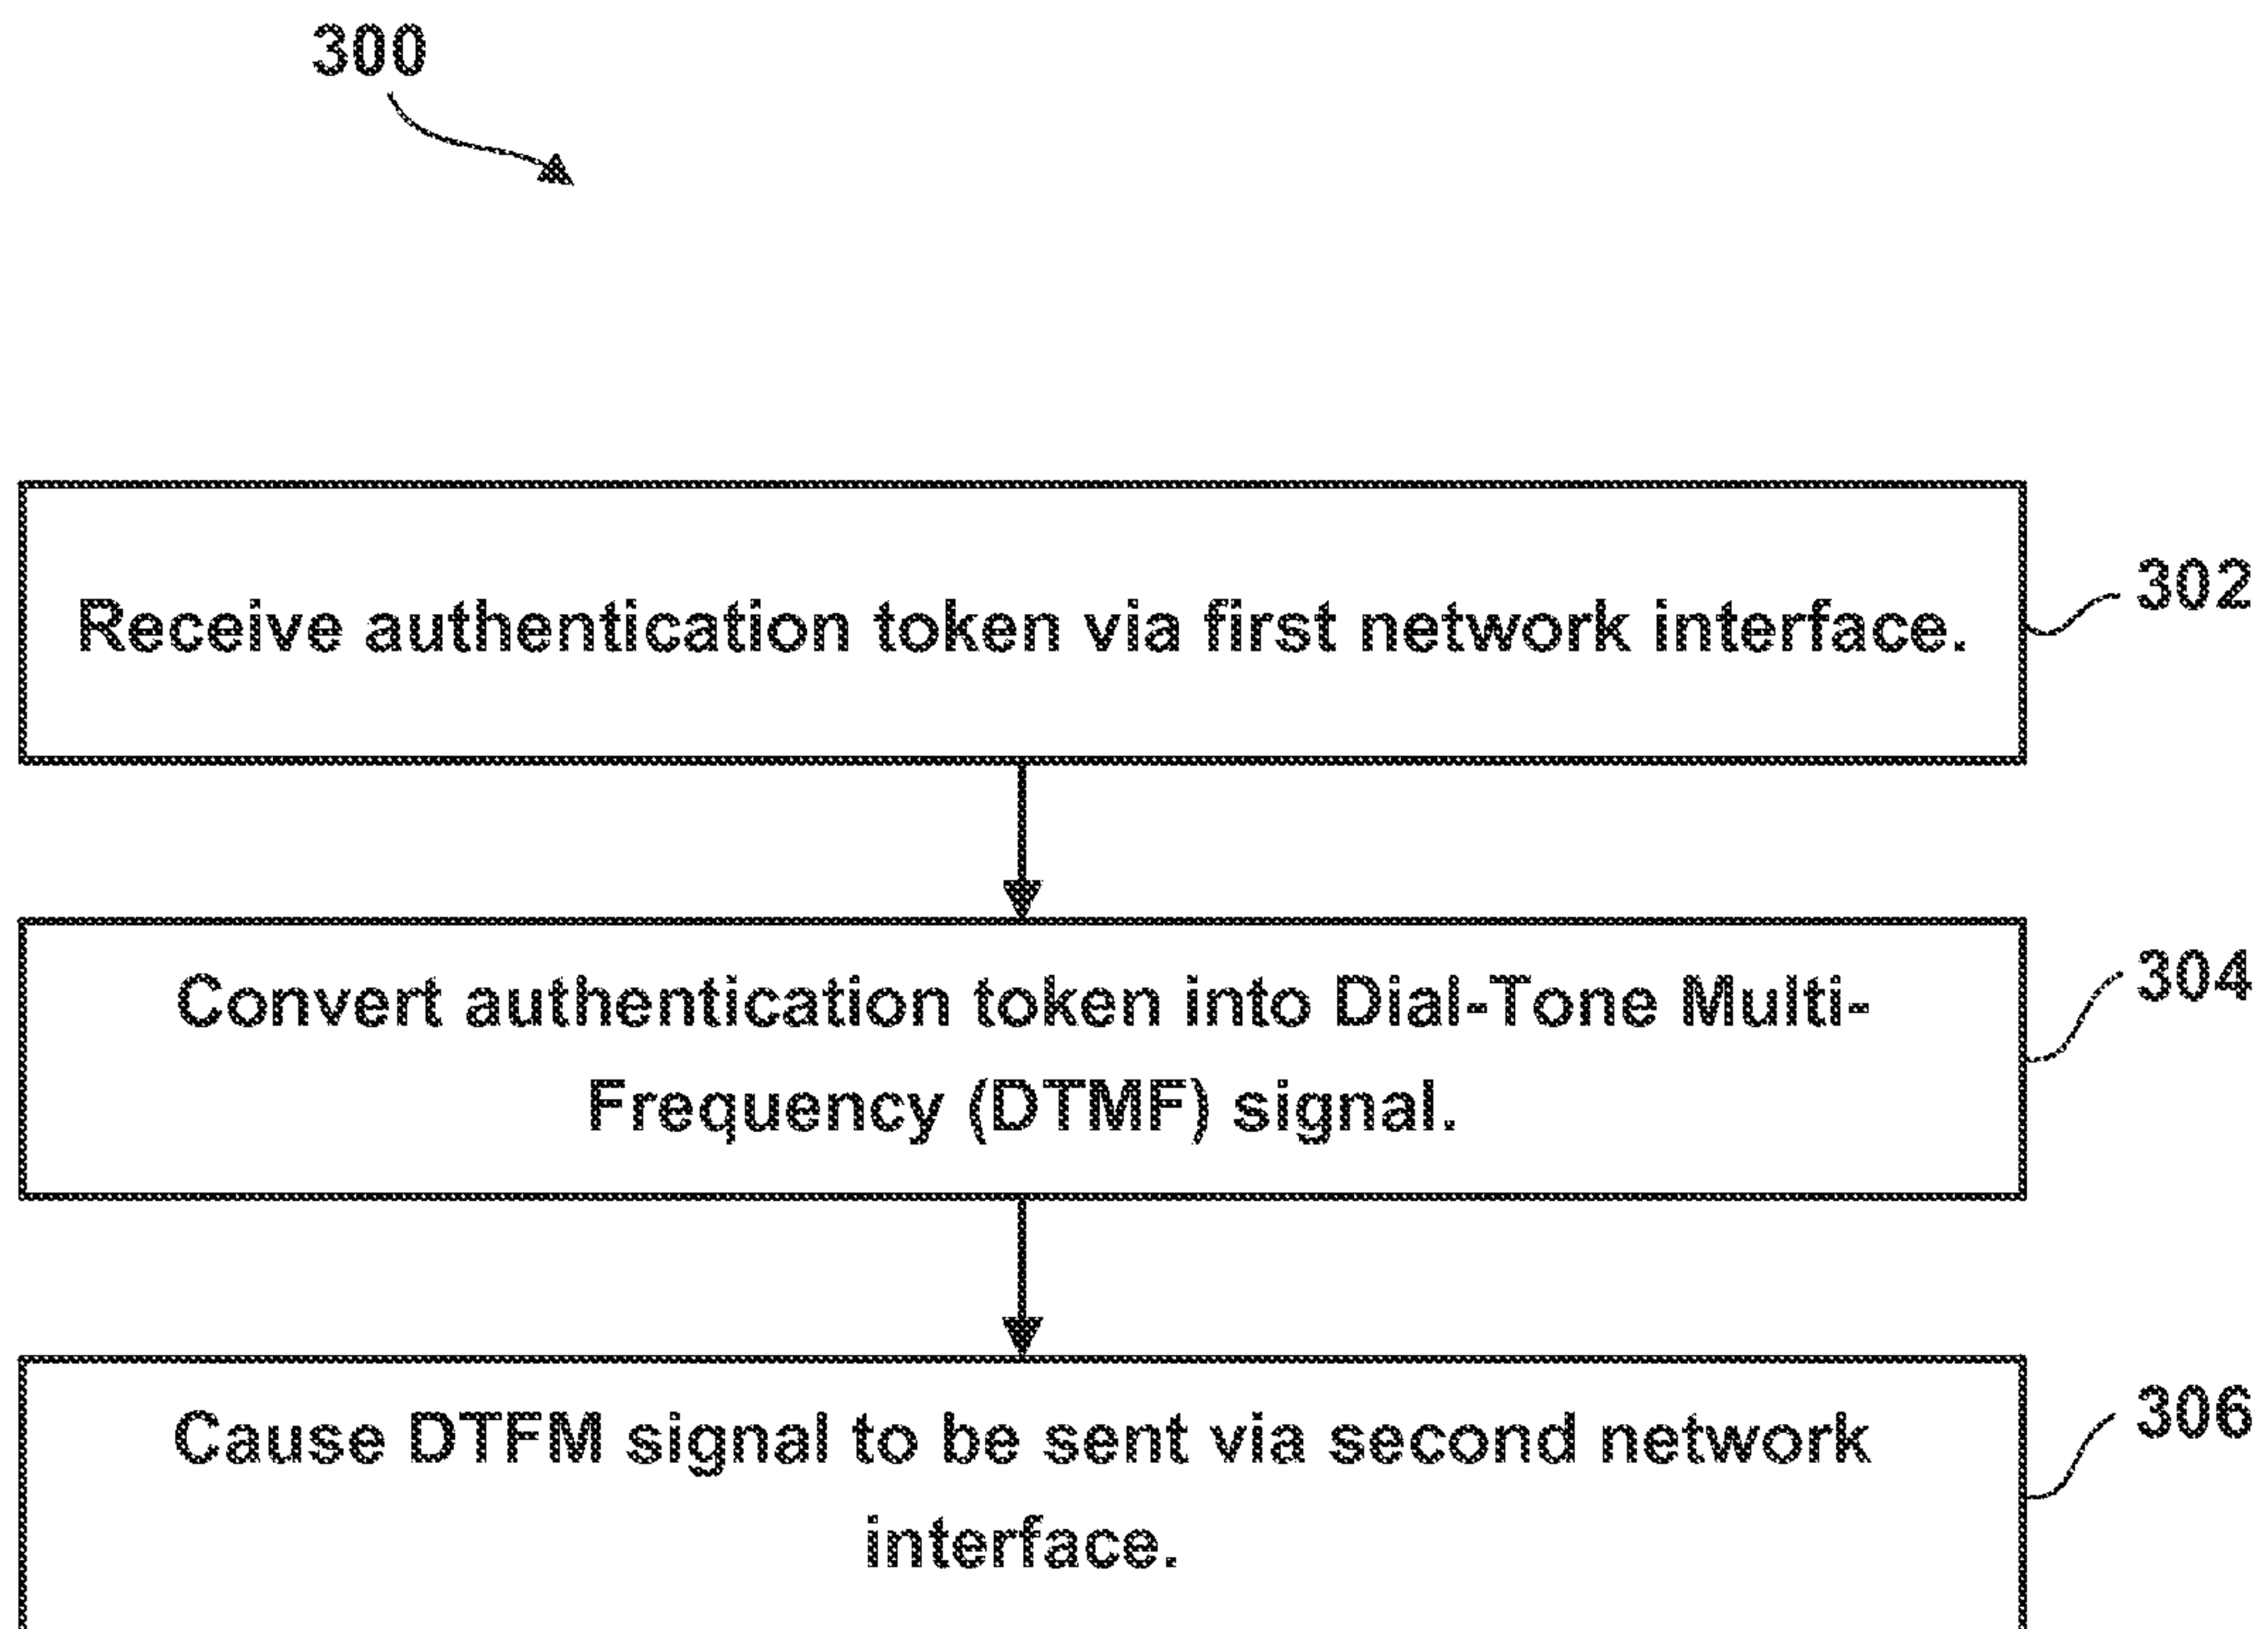 300
Receive authentication token via first network interface.
302
Convert authentication token into Dial-Tone Multi-
Frequency (DTMF) signal.
304
Cause DTFM signal to be sent via second network
interface.
306